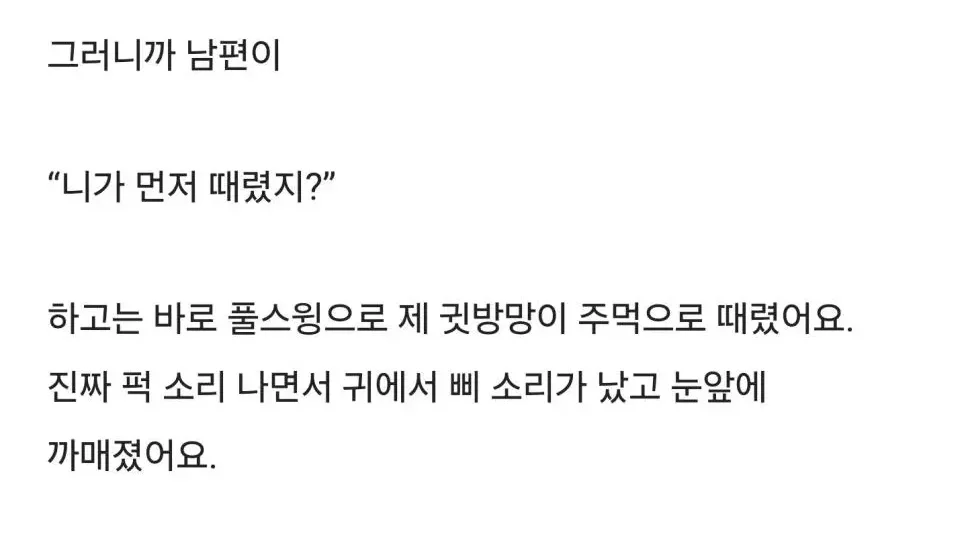 그러니까 남편이
“니가 먼저 때렸지?”
하고는 바로 풀스윙으로 제 귓방망이 주먹으로 때렸어요.
진짜 퍽 소리 나면서 귀에서 삐 소리가 났고 눈앞에
까매졌어요.